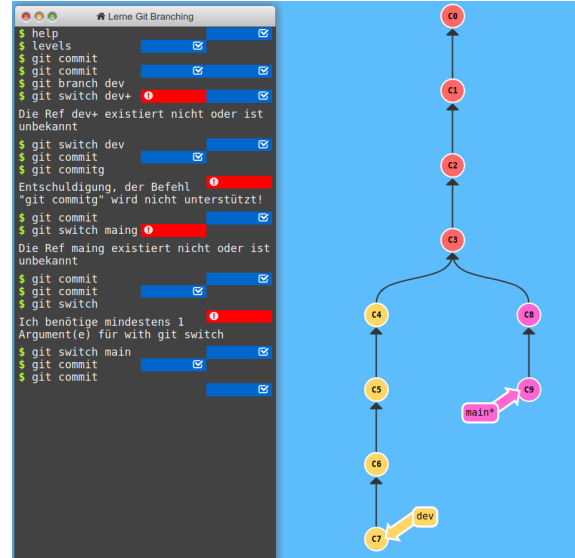 Lerne Git Branching
$ help
$ levels
$ git commit
$ git commit
$ git branch dev
$ git switch dev+
Die Ref dev+ existiert nicht oder ist
unbekannt
$ git switch dev
$ git commit
$ git commitg
Entschuldigung, der Befehl
"git commitg" wird nicht unterstützt!
$ git commit
$ git switch maing
Die Ref maing existiert nicht oder ist
unbekannt
$ git commit
$ git commit
$ git switch
Ich benötige mindestens 1
Argument(e) für with git switch
$ git switch main
$ git commit
$ git commit
C0
C1
C2
C3
C4
C8
C5
C9
main*
C6
dev
C7